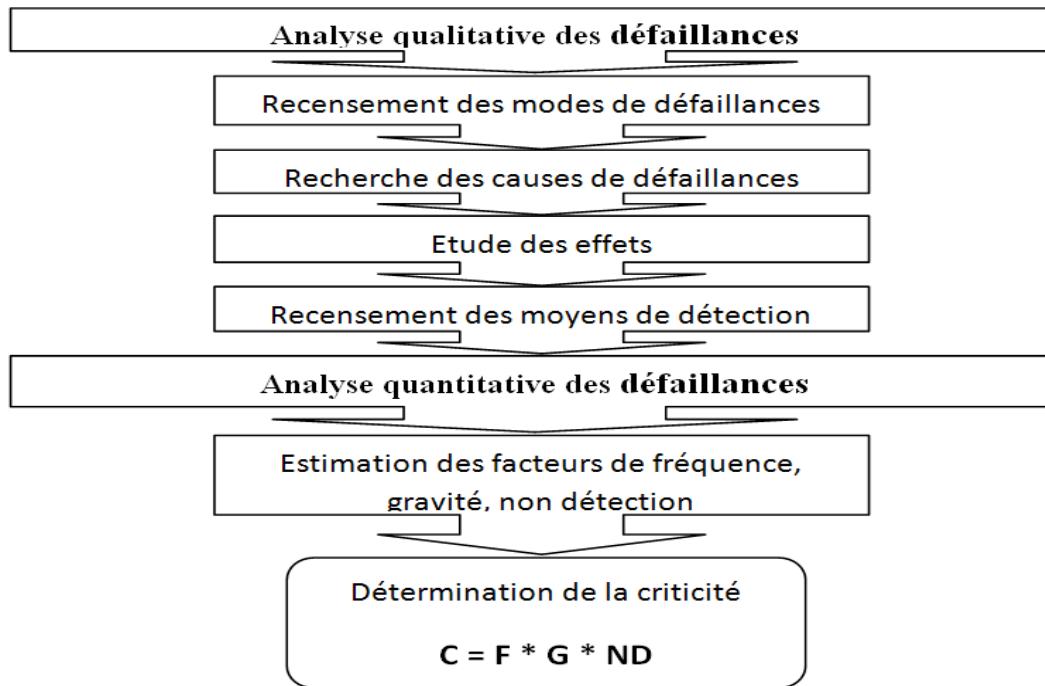 Analyse qualitative des défaillances
Recensement des modes de défaillances
Recherche des causes de défaillances
Etude des effets
Recensement des moyens de détection
Analyse quantitative des défaillances
Estimation des facteurs de fréquence,
gravité, non détection
Détermination de la criticité
C = F * G * ND